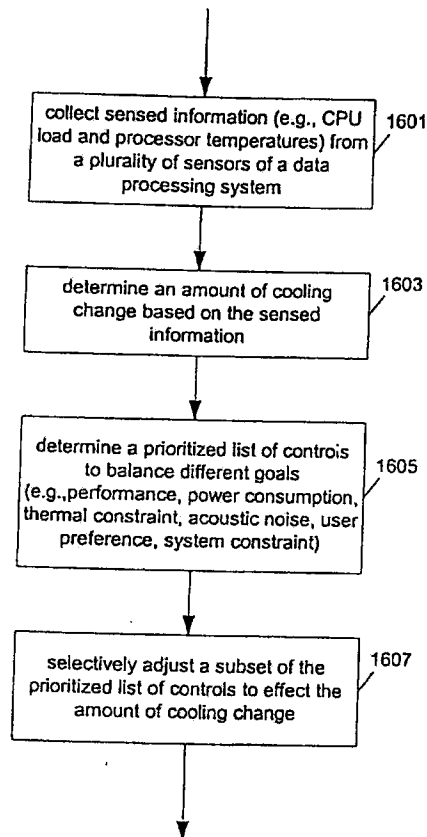 collect sensed information (e.g., CPU
load and processor temperatures) from
a plurality of sensors of a data
processing system
1601
determine an amount of cooling
change based on the sensed
information
1603
determine a prioritized list of controls
to balance different goals
(e.g.,performance, power consumption,
thermal constraint, acoustic noise, user
preference, system constraint)
1605
selectively adjust a subset of the
prioritized list of controls to effect the
amount of cooling change
1607